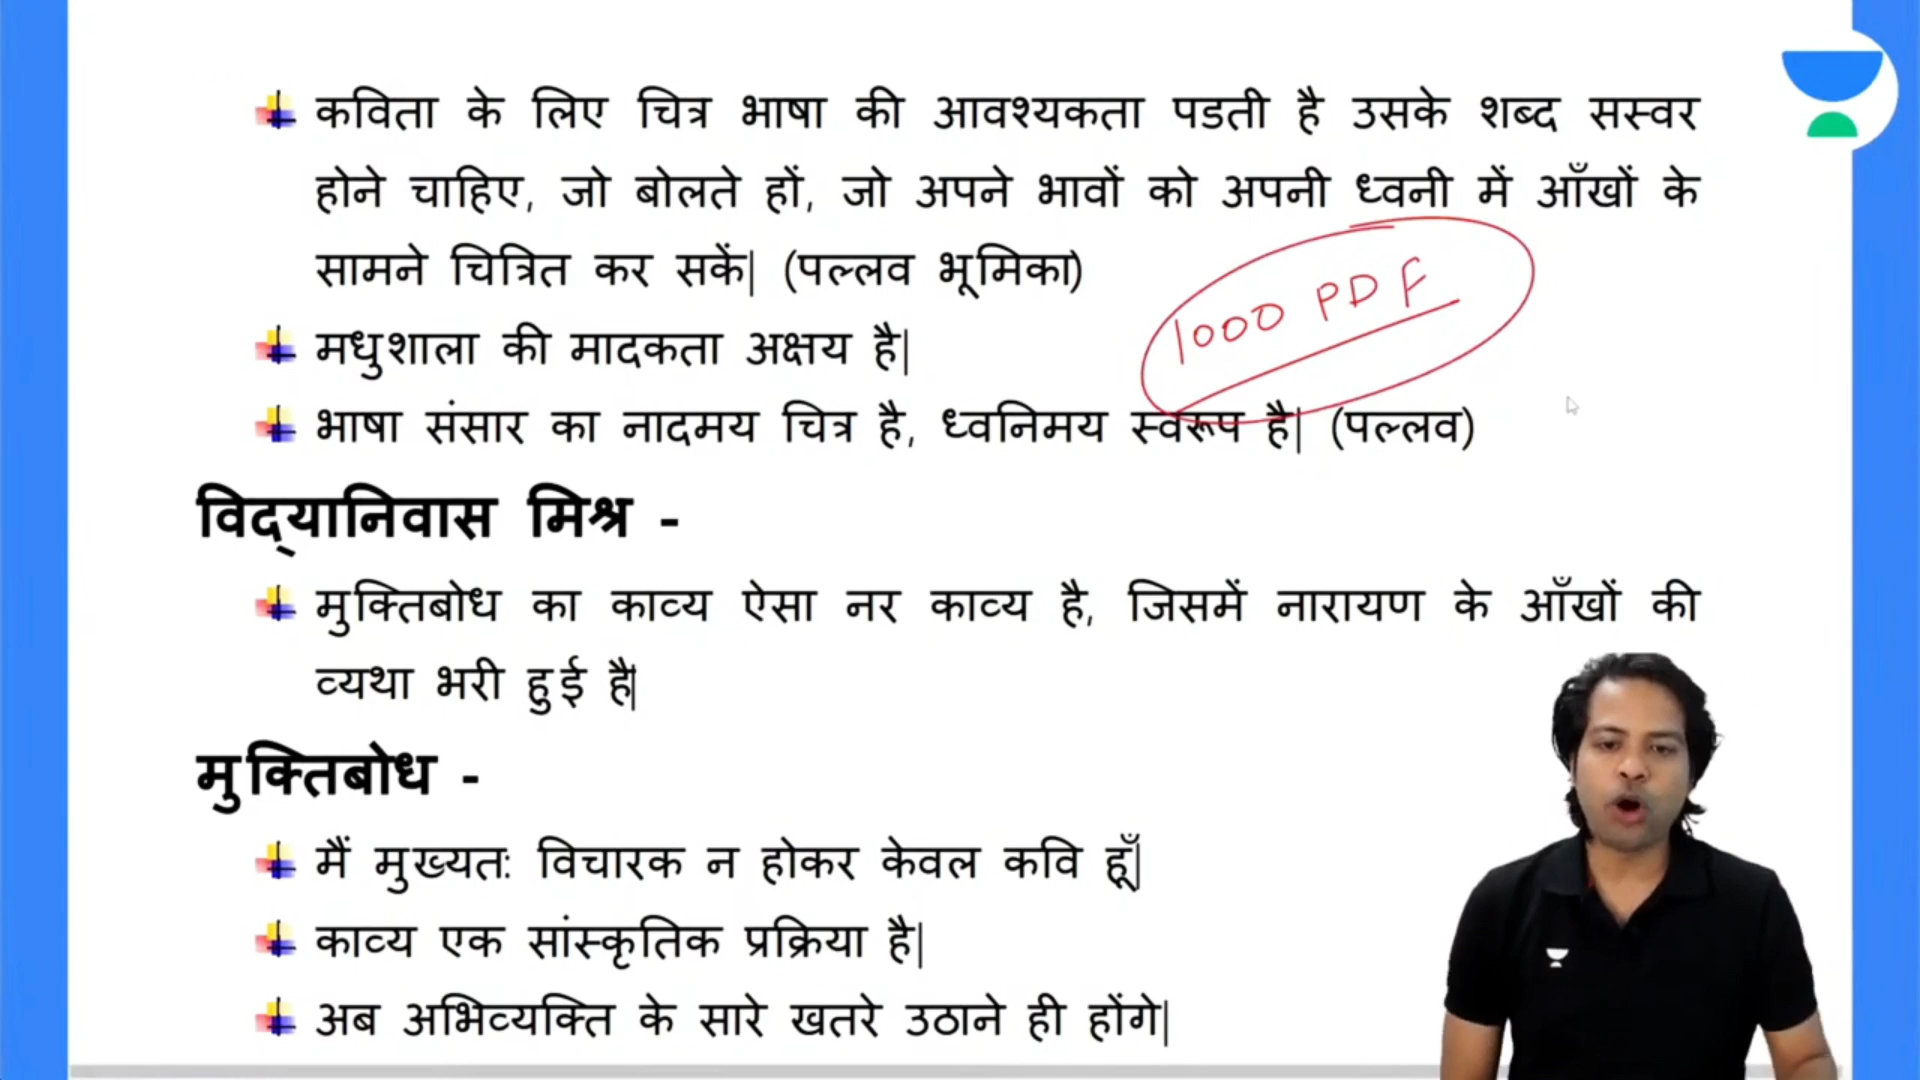 कविता के लिए चित्र भाषा की आवश्यकता पडती है उसके शब्द सस्वर
होने चाहिए, जो बोलते हों, जो अपने भावों को अपनी ध्वनी में आँखों के
सामने चित्रित कर सकें| (पल्लव भूमिका)
1000 PDF
मधुशाला की मादकता अक्षय है|
भाषा संसार का नादमय चित्र है, ध्वनिमय स्वरूप है| (पल्लव)
विद्यानिवास मिश्र -
मुक्तिबोध का काव्य ऐसा नर काव्य है, जिसमें नारायण के आँखों की
व्यथा भरी हुई है|
मुक्तिबोध -
मैं मुख्यत: विचारक न होकर केवल कवि हूँ|
काव्य एक सांस्कृतिक प्रक्रिया है|
अब अभिव्यक्ति के सारे खतरे उठाने ही होंगे|